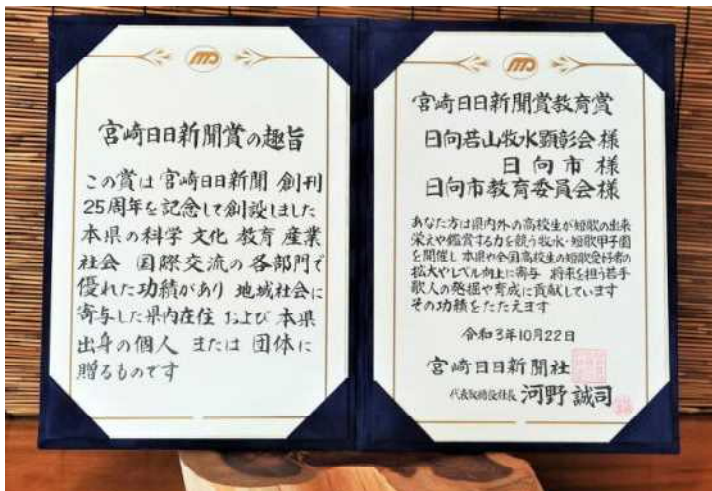 宮崎日日新聞賞の趣旨
この賞は 宮崎日日新聞 創刊
25周年を記念して創設しました
本県の科学 文化 教育 産業
社会 国際交流の各部門で
優れた功績があり 地域社会に
寄与した県内在住 および 本県
出身の個人 または 団体に
贈るものです
宮崎日日新聞賞教育賞
日向若山牧水顕彰会様
日向市様
日向市教育委員会様
あなた方は県内外の高校生が短歌の出来
栄えや鑑賞する力を競う牧水・短歌甲子園
を開催し 本県や全国高校生の短歌愛好者の
拡大やレベル向上に寄与 将来を担う若手
歌人の発掘や育成に貢献しています
その功績をたたえます
令和3年10月22日
宮崎日日新聞社
代表取締役社長 河野誠司